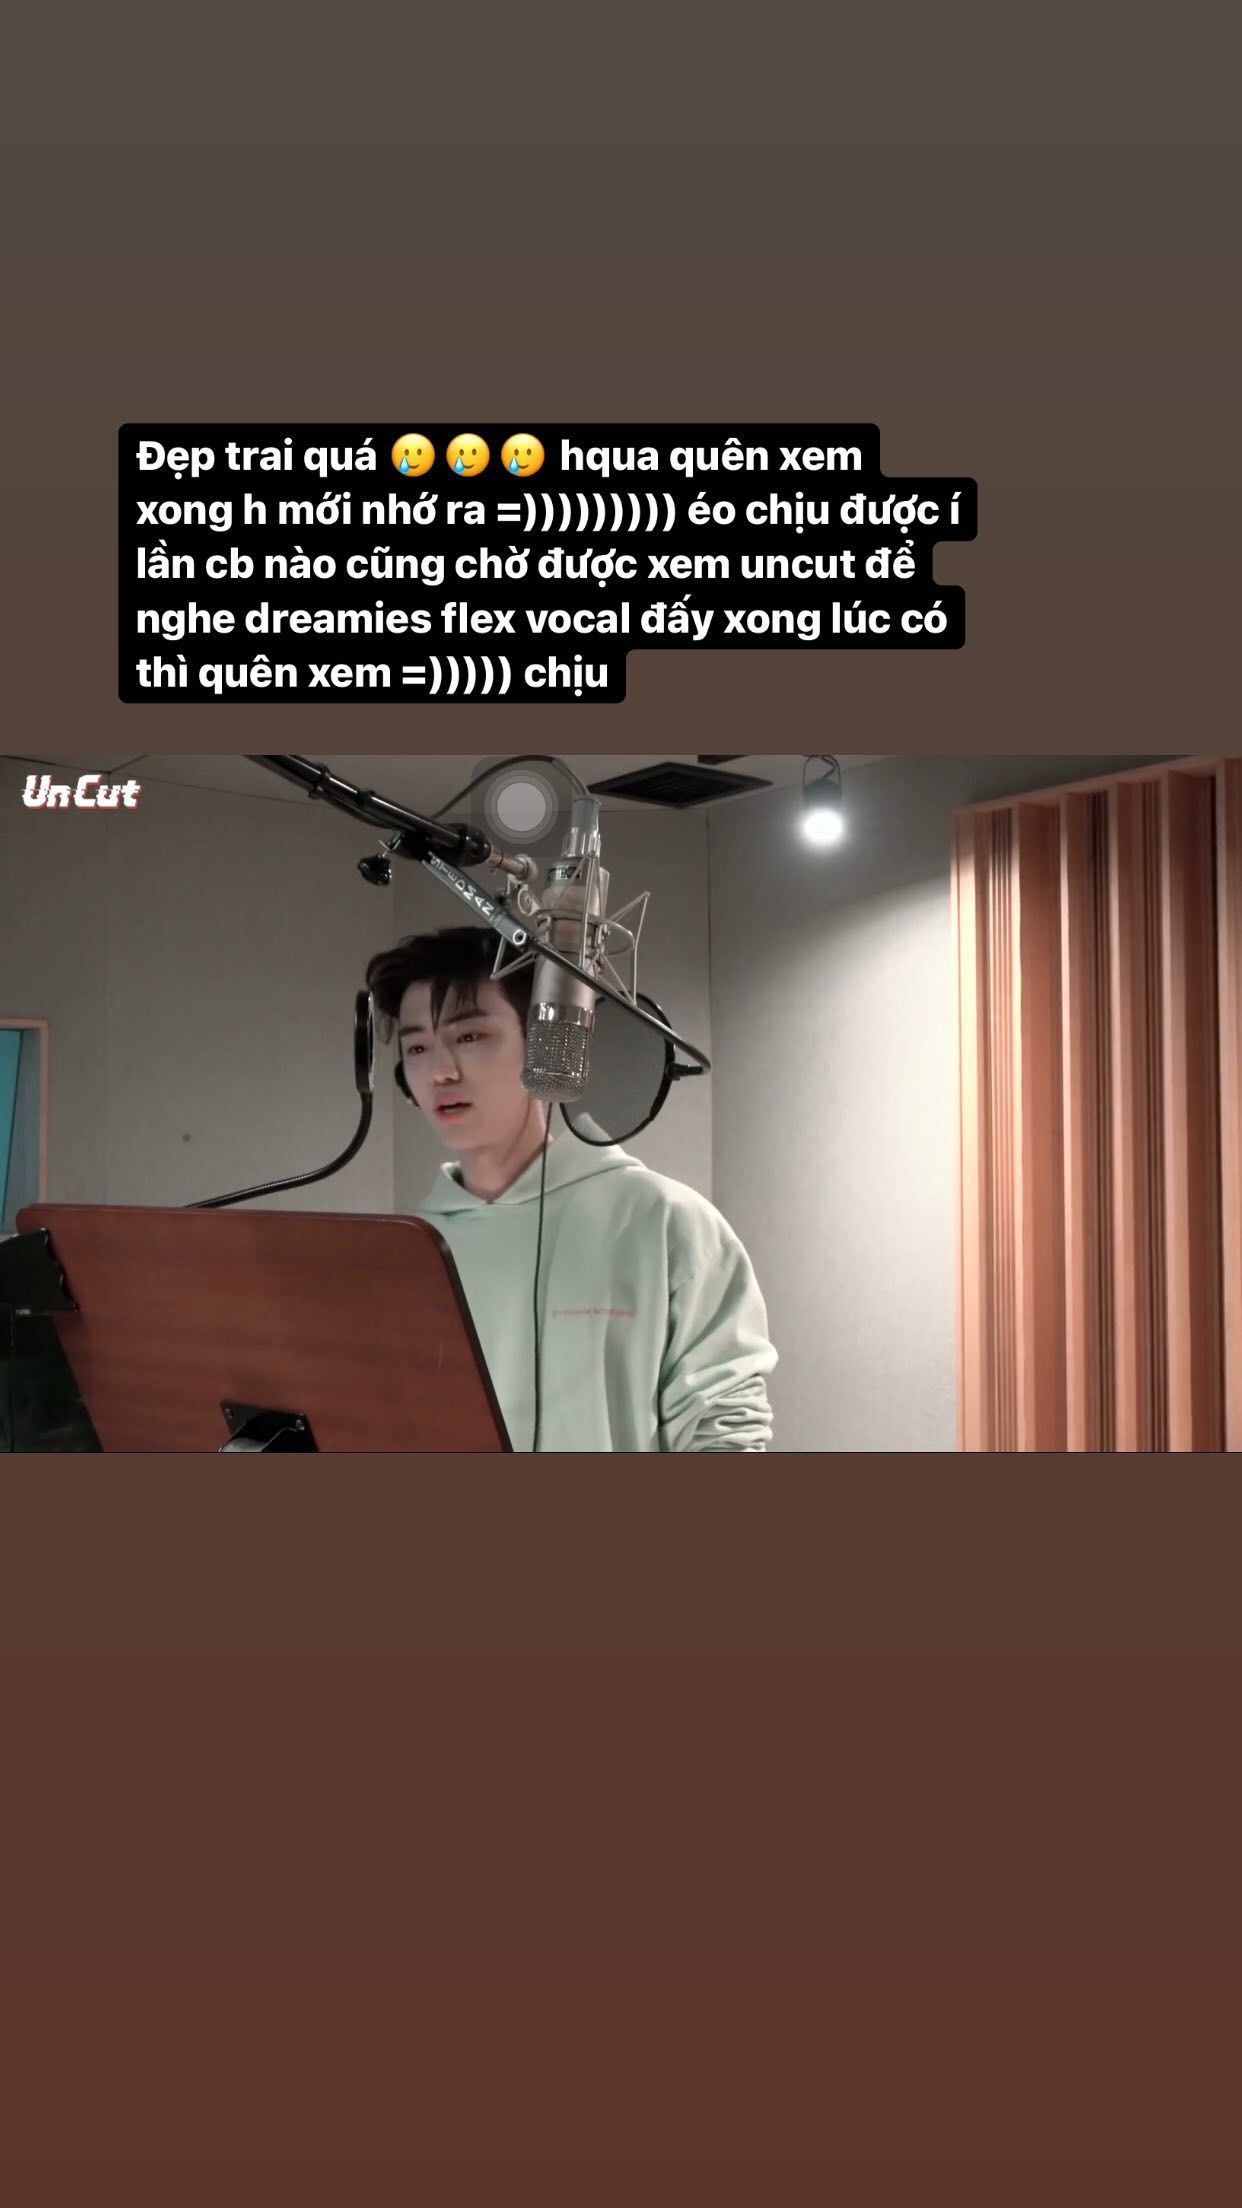 Đẹp trai quá 🥲🥲🥲 hqua quên xem
xong h mới nhớ ra =))))))))) éo chịu được í
lần cb nào cũng chờ được xem uncut để
nghe dreamies flex vocal đấy xong lúc có
thì quên xem =))))) chịu
UnCut
STEDMAN